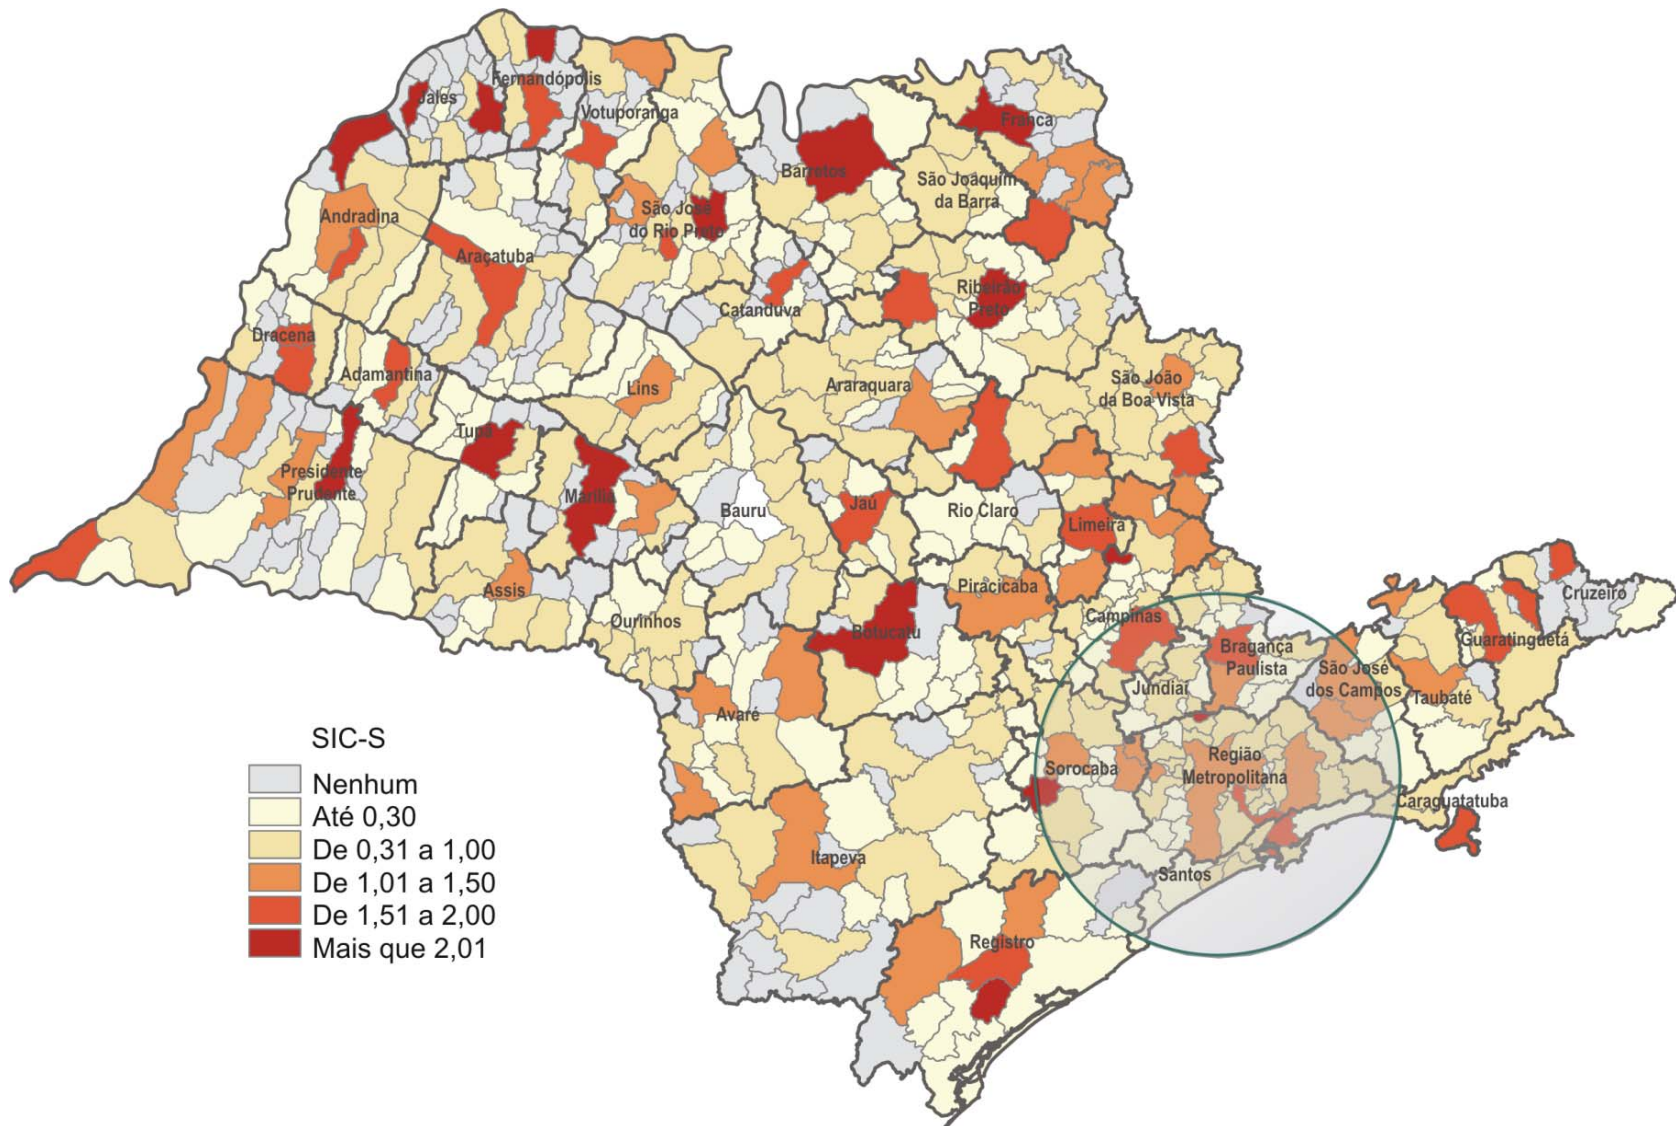 Fernandópolis
Jales
Votuporanga
Franca
Barretos
São Joaquim
da Barra
Andradina
São José
do Rio Preto
Araçatuba
Ribeirão
Preto
Catanduva
Dracena
Adamantina
Lins
Araraquara
São João
da Boa Vista
Tupã
Presidente
Prudente
Marília
Bauru
Jaú
Rio Claro
Limeira
Assis
Piracicaba
Cruzeiro
Ourinhos
Botucatu
Campinas
Bragança
Paulista
Guaratinguetá
São José
dos Campos
Jundiaí
Taubaté
Avaré
Sorocaba
Região
Metropolitana
Caraguatatuba
Itapeva
Santos
Registro
SIC-S
Nenhum
Até 0,30
De 0,31 a 1,00
De 1,01 a 1,50
De 1,51 a 2,00
Mais que 2,01